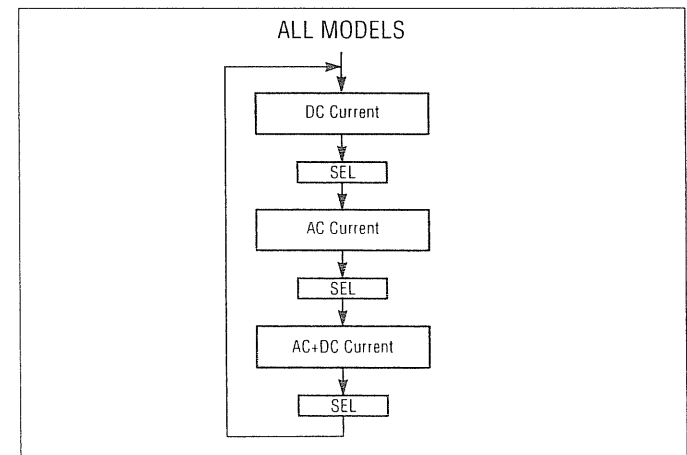 ALL MODELS
DC Current
SEL
AC Current
SEL
AC+DC Current
SEL